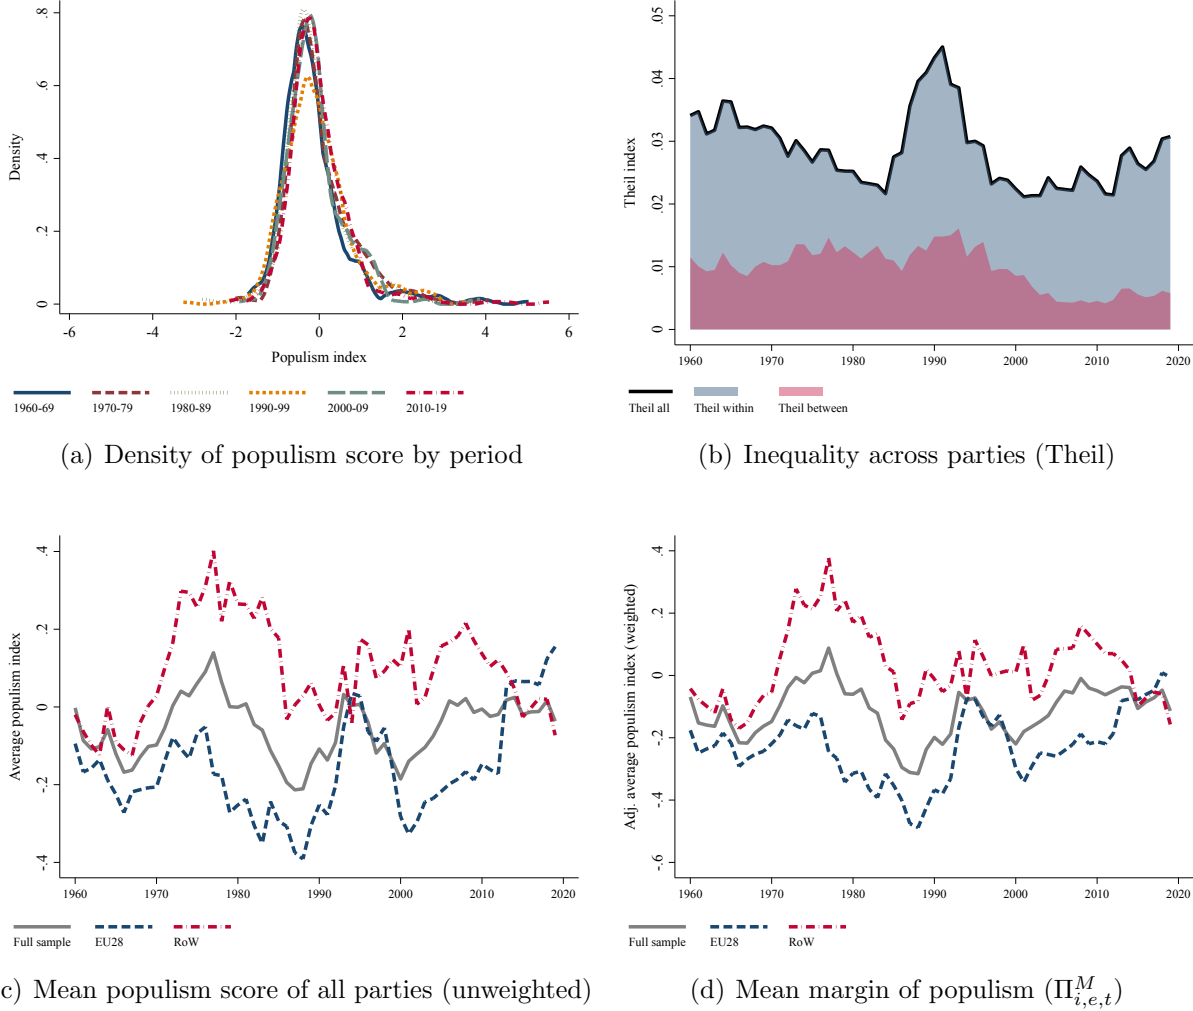 .8
.6
.4
.2
0
Density
-6 -4 -2 0 2 4 6
Populism index
1960-69 1970-79 1980-89 1990-99 2000-09 2010-19
(a) Density of populism score by period
.05
.04
.03
.02
.01
0
Theil index
1960 1970 1980 1990 2000 2010 2020
Theil all Theil within Theil between
(b) Inequality across parties (Theil)
.4
.2
0
-.2
-.4
Average populism index
1960 1970 1980 1990 2000 2010 2020
Full sample EU28 RoW
c) Mean populism score of all parties (unweighted)
.4
.2
0
-.2
-.4
-.6
Adj. average populism index (weighted)
1960 1970 1980 1990 2000 2010 2020
Full sample EU28 RoW
(d) Mean margin of populism (Π^M_{i,e,t})